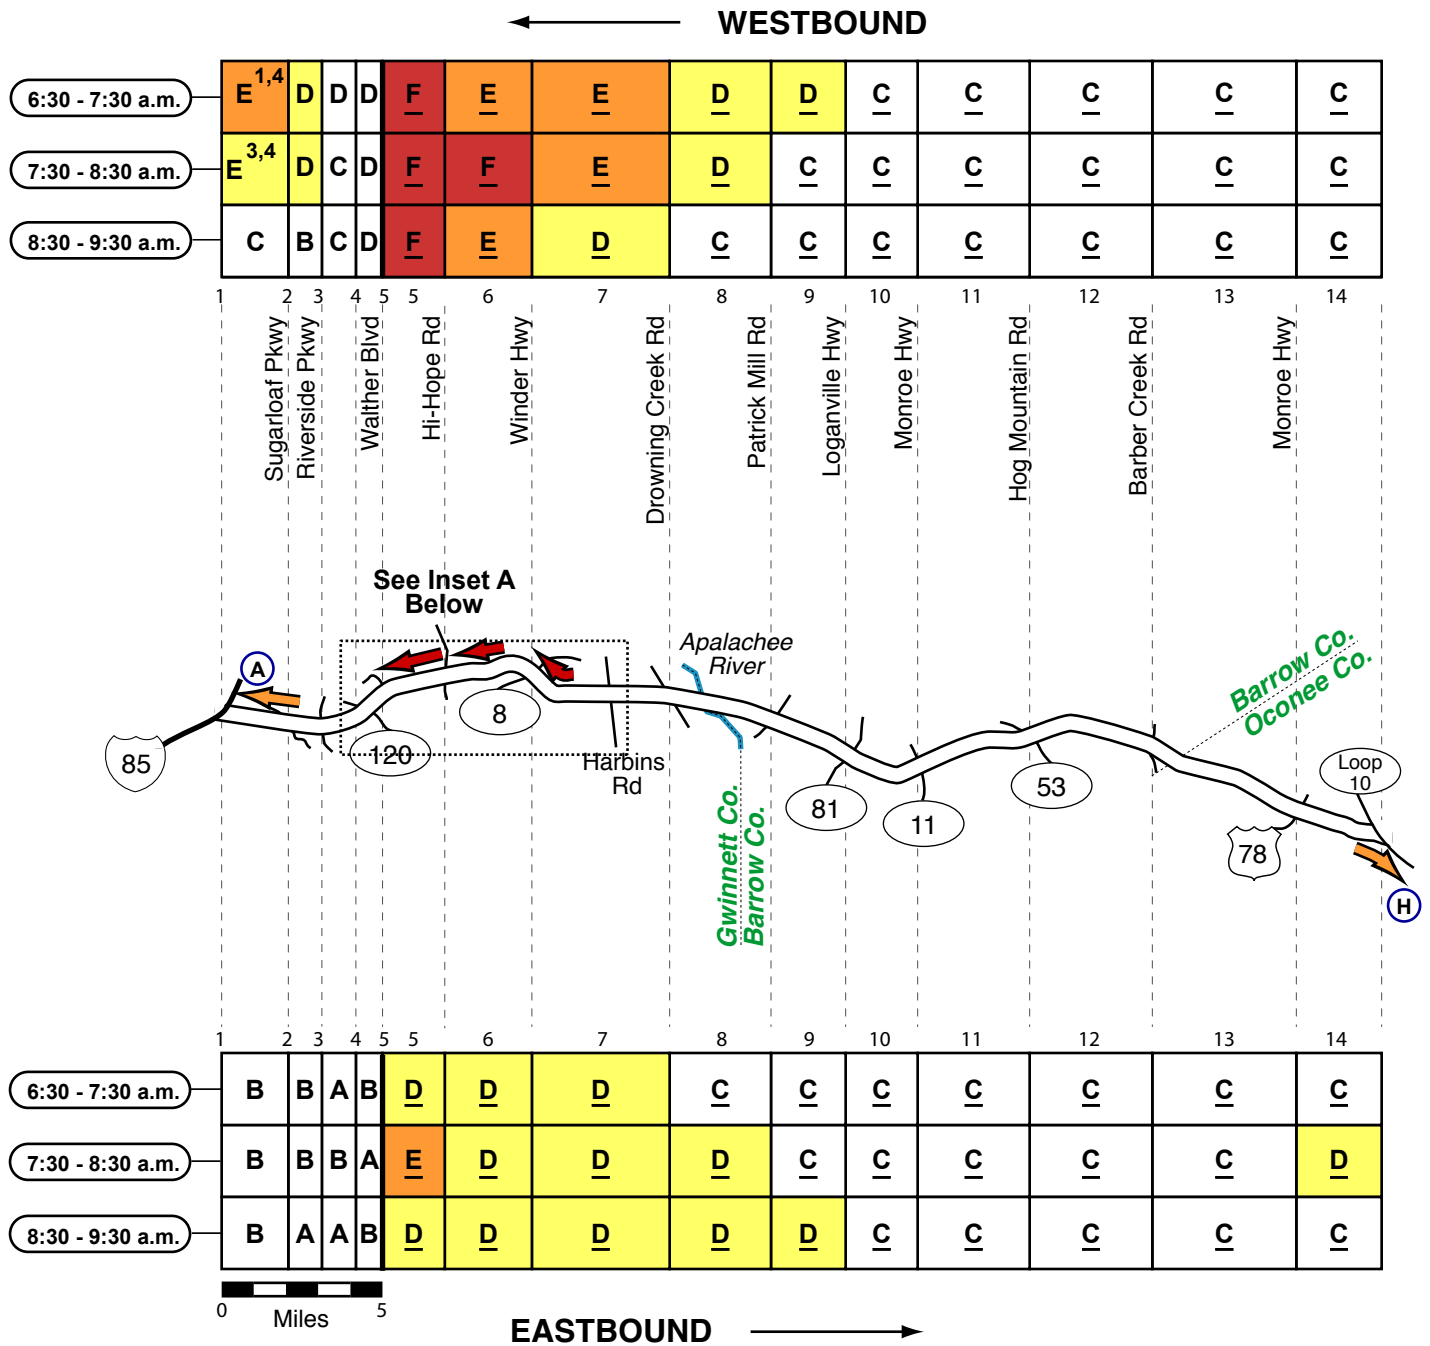 WESTBOUND
6:30 - 7:30 a.m. E 1,4 D D D F E E D D C C C C C
7:30 - 8:30 a.m. E 3,4 D C D F F E D C C C C C C
8:30 - 9:30 a.m. C B C D F E D C C C C C C C
1 2 3 4 5 5 6 7 8 9 10 11 12 13 14
Sugarloaf Pkwy
Riverside Pkwy
Walther Blvd
Hi-Hope Rd
Winder Hwy
Drowning Creek Rd
Patrick Mill Rd
Loganville Hwy
Monroe Hwy
Hog Mountain Rd
Barber Creek Rd
Monroe Hwy
See Inset A
Below
A
Apalachee
River
Barrow Co.
Oconee Co.
8
120
85
Harbins
Rd
Gwinnett Co.
Barrow Co.
81
11
53
78
Loop
10
H
1 2 3 4 5 5 6 7 8 9 10 11 12 13 14
6:30 - 7:30 a.m. B B A B D D D C C C C C C C
7:30 - 8:30 a.m. B B B A E D D D C C C C C D
8:30 - 9:30 a.m. B A A B D D D D D C C C C C
0 5
Miles
EASTBOUND